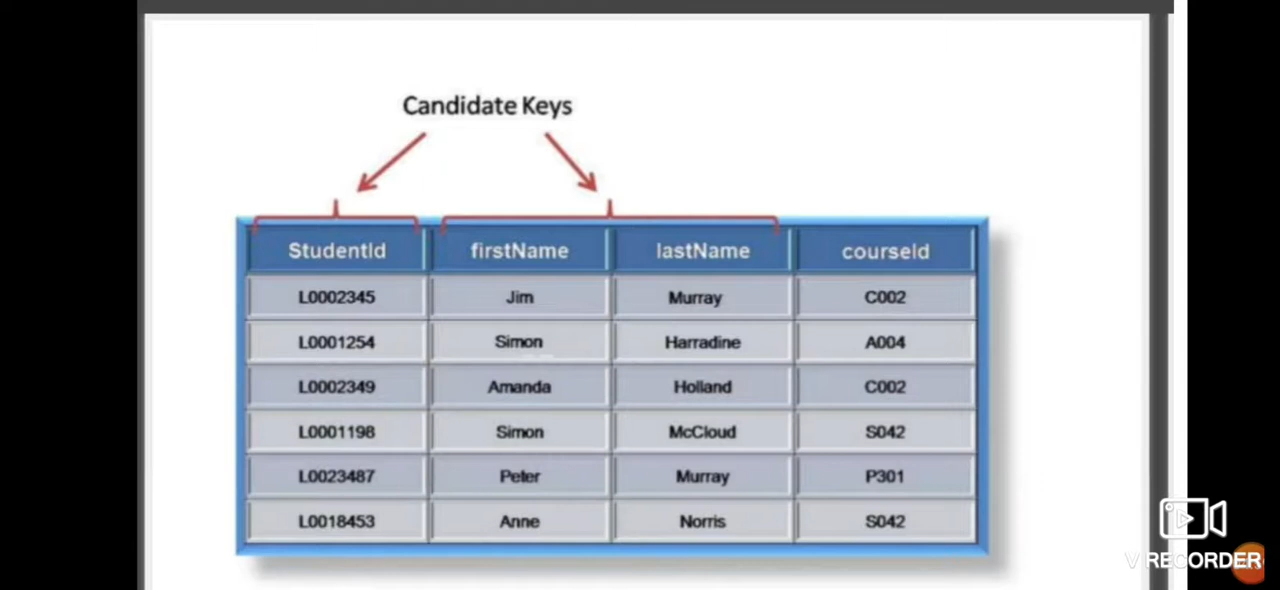 Candidate Keys
StudentId firstName lastName courseId
L0002345 Jim Murray C002
L0001254 Simon Harradine A004
L0002349 Amanda Holland C002
L0001198 Simon McCloud S042
L0023487 Peter Murray P301
L0018453 Anne Norris S042
V RECORDER